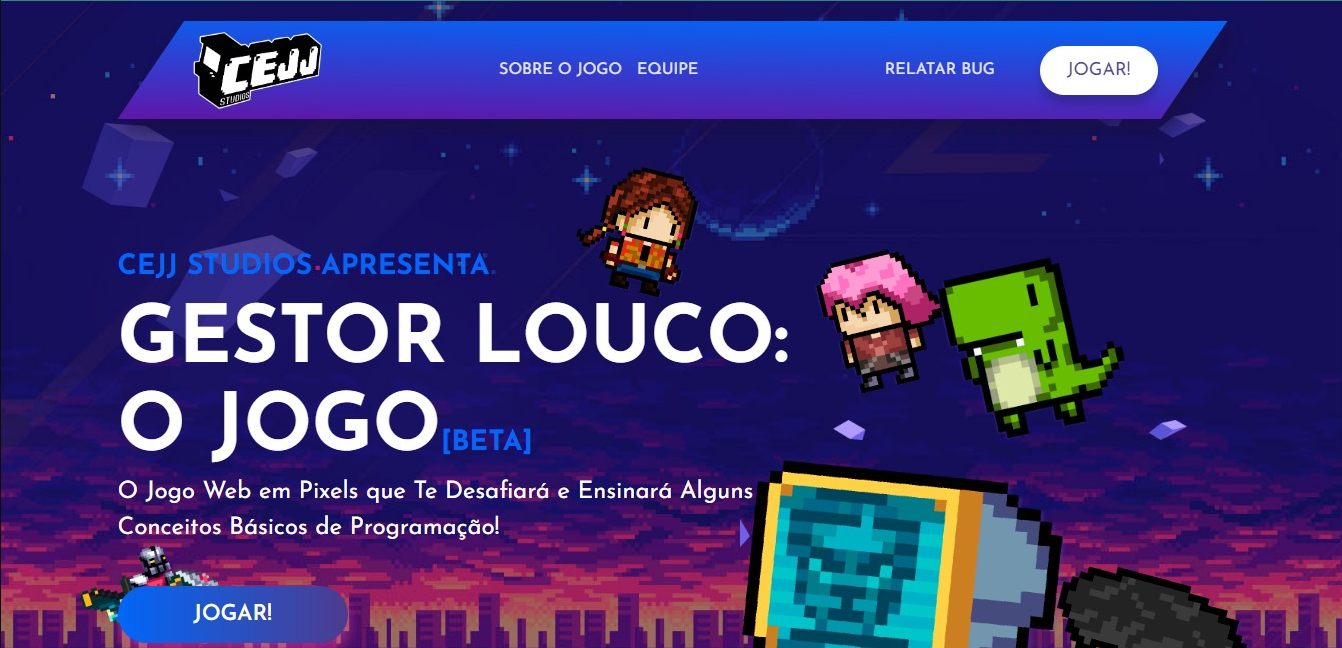 CEJJ
STUDIOS
SOBRE O JOGO EQUIPE RELATAR BUG JOGAR!
CEJJ STUDIOS APRESENTA
GESTOR LOUCO:
O JOGO [BETA]
O Jogo Web em Pixels que Te Desafiará e Ensinará Alguns
Conceitos Básicos de Programação!
JOGAR!